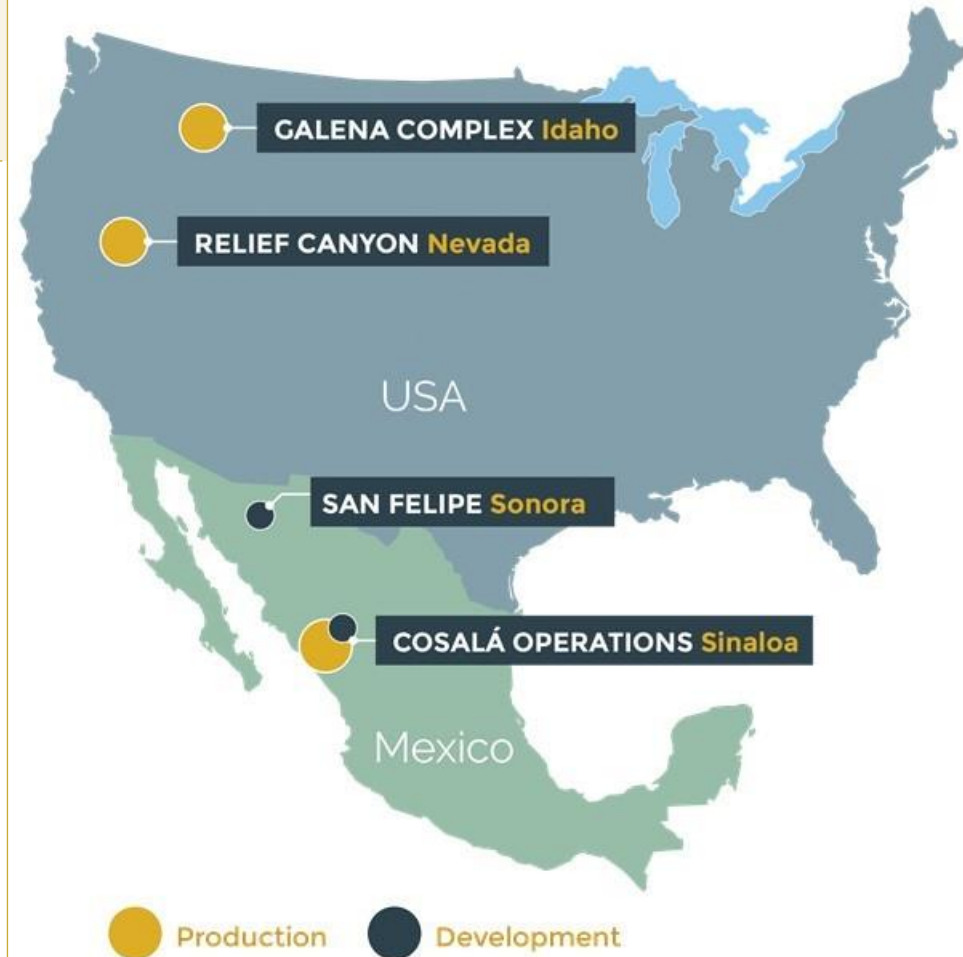 GALENA COMPLEX Idaho
RELIEF CANYON Nevada
USA
SAN FELIPE Sonora
COSALÁ OPERATIONS Sinaloa
Mexico
Production Development